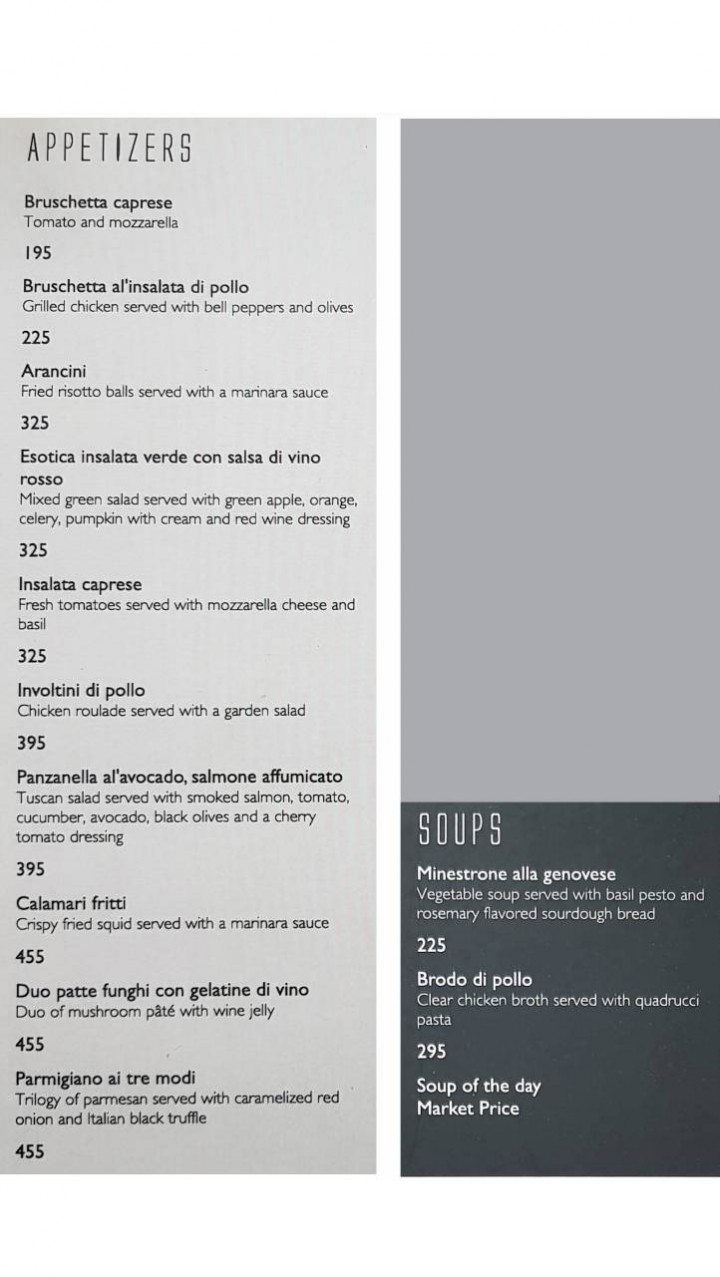 APPETIZERS
Bruschetta caprese
Tomato and mozzarella
195
Bruschetta al'insalata di pollo
Grilled chicken served with bell peppers and olives
225
Arancini
Fried risotto balls served with a marinara sauce
325
Esotica insalata verde con salsa di vino
rosso
Mixed green salad served with green apple, orange,
celery, pumpkin with cream and red wine dressing
325
Insalata caprese
Fresh tomatoes served with mozzarella cheese and
basil
325
Involtini di pollo
Chicken roulade served with a garden salad
395
Panzanella al'avocado, salmone affumicato
Tuscan salad served with smoked salmon, tomato,
cucumber, avocado, black olives and a cherry
tomato dressing
395
Calamari fritti
Crispy fried squid served with a marinara sauce
455
Duo patte funghi con gelatine di vino
Duo of mushroom pâté with wine jelly
455
Parmigiano ai tre modi
Trilogy of parmesan served with caramelized red
onion and Italian black truffle
455
SOUPS
Minestrone alla genovese
Vegetable soup served with basil pesto and
rosemary flavored sourdough bread
225
Brodo di pollo
Clear chicken broth served with quadrucci
pasta
295
Soup of the day
Market Price